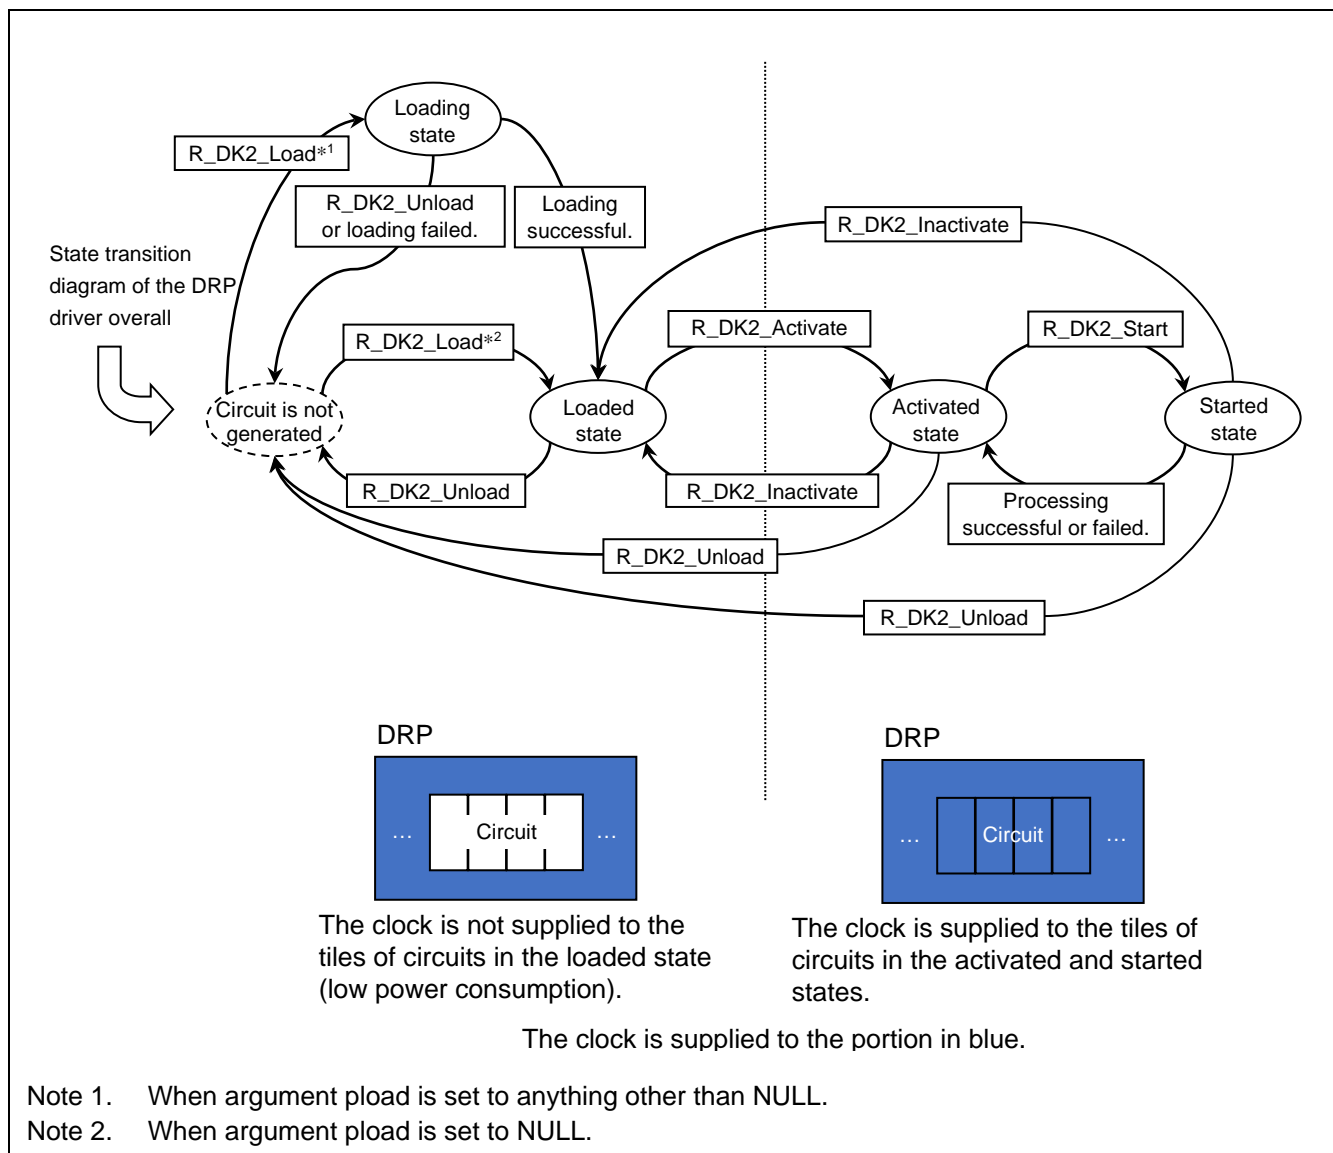 Loading
state
R_DK2_Load*1
R_DK2_Unload
or loading failed.
Loading
successful.
R_DK2_Inactivate
State transition
diagram of the DRP
driver overall
R_DK2_Load*2
R_DK2_Activate
R_DK2_Start
Circuit is not
generated
Loaded
state
Activated
state
Started
state
R_DK2_Unload
R_DK2_Inactivate
Processing
successful or failed.
R_DK2_Unload
R_DK2_Unload
DRP
... Circuit ...
The clock is not supplied to the
tiles of circuits in the loaded state
(low power consumption).
DRP
... Circuit ...
The clock is supplied to the tiles of
circuits in the activated and started
states.
The clock is supplied to the portion in blue.
Note 1. When argument pload is set to anything other than NULL.
Note 2. When argument pload is set to NULL.